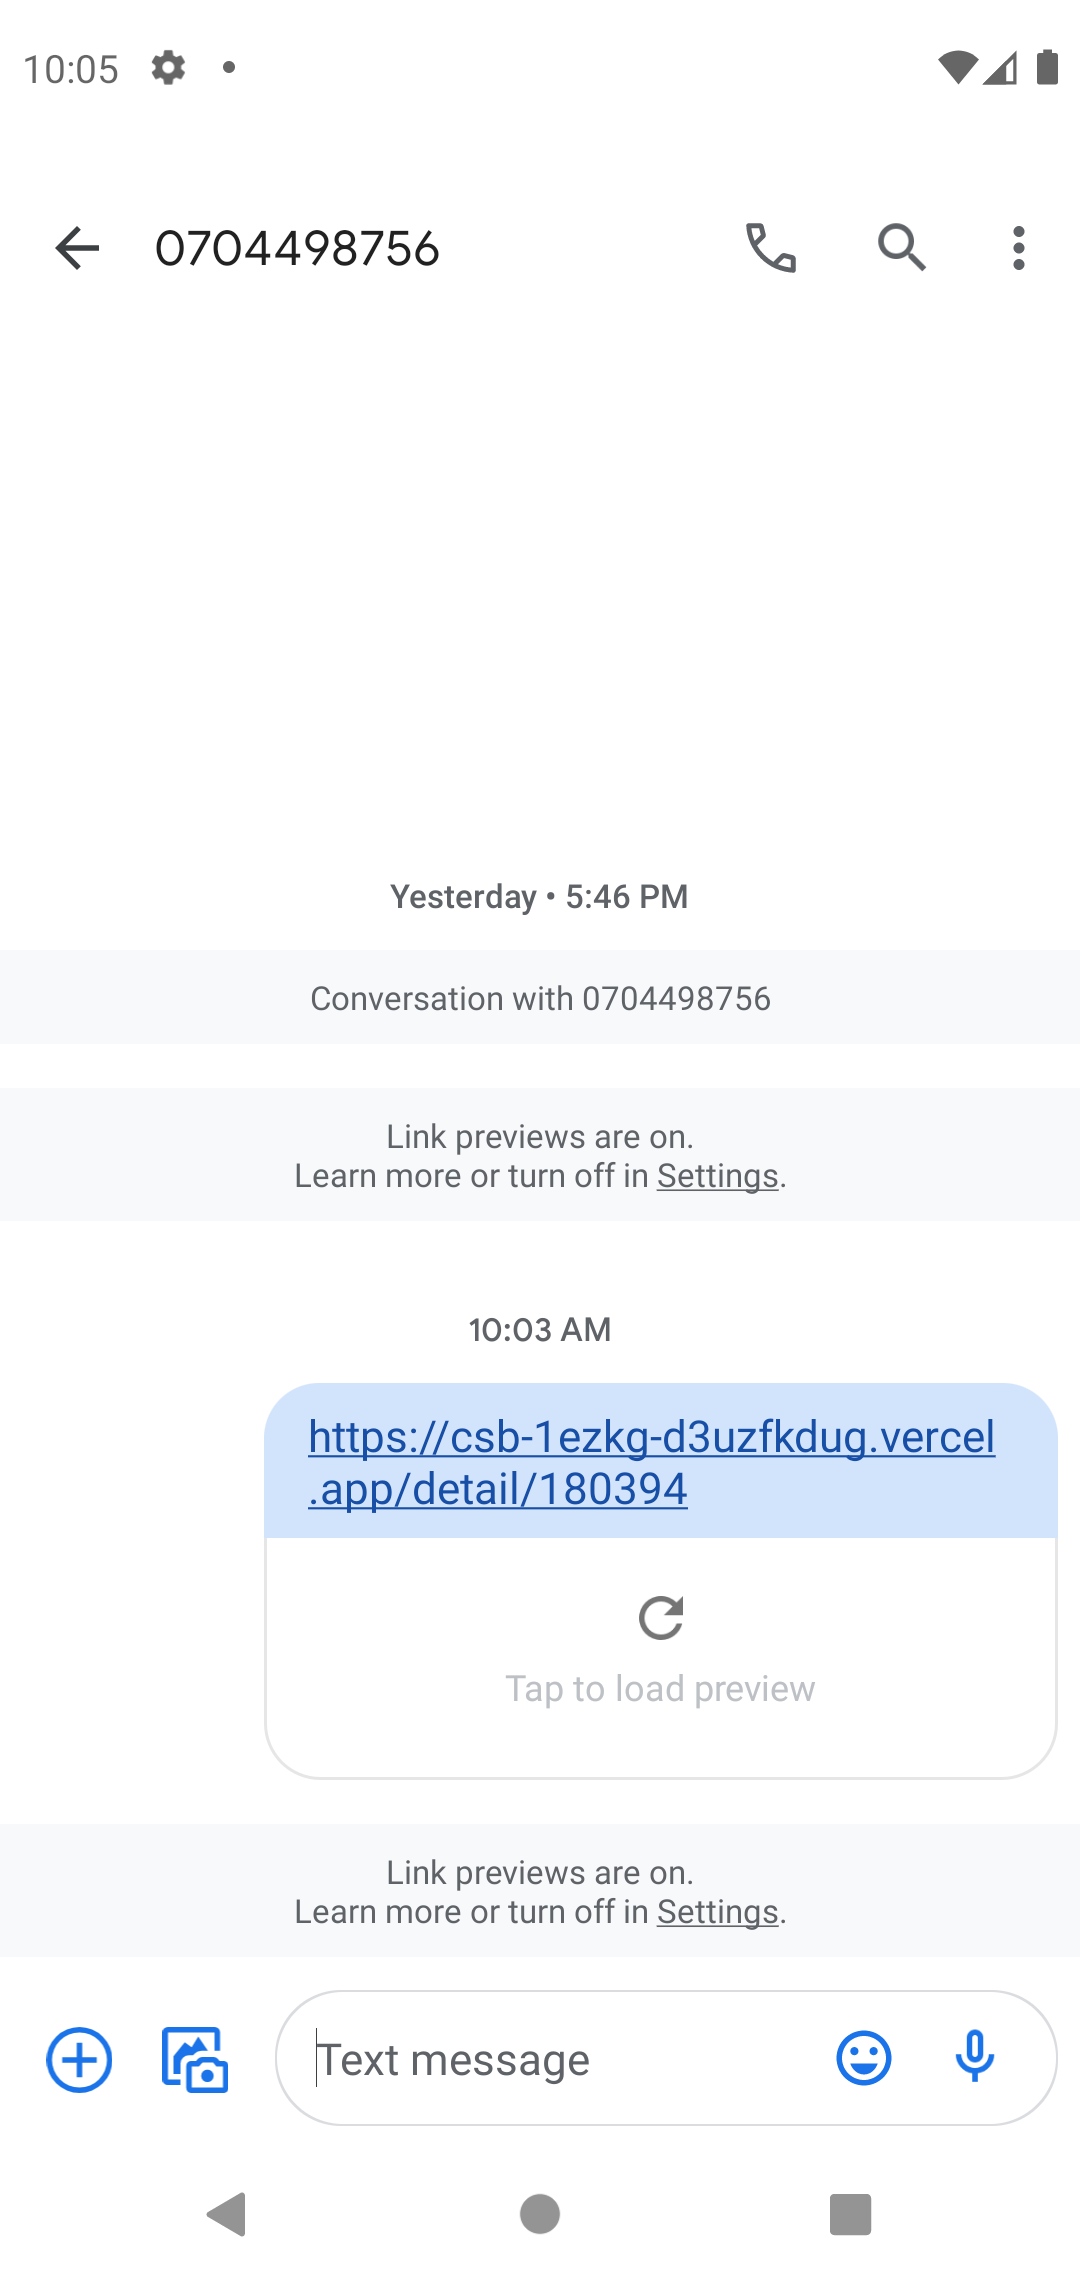 10:05
0704498756
Yesterday • 5:46 PM
Conversation with 0704498756
Link previews are on.
Learn more or turn off in Settings.
10:03 AM
https://csb-1ezkg-d3uzfkdug.vercel
.app/detail/180394
Tap to load preview
Link previews are on.
Learn more or turn off in Settings.
Text message